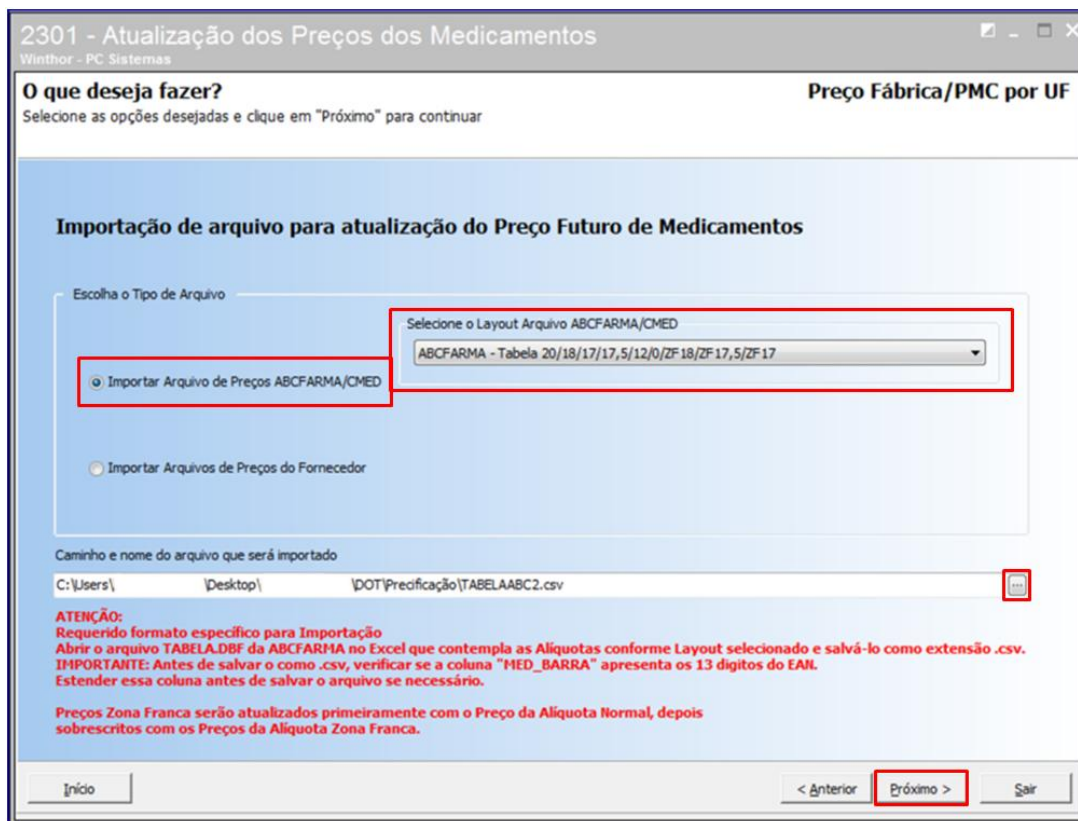 2301 - Atualização dos Preços dos Medicamentos
Winthor - PC Sistemas
O que deseja fazer?
Preço Fábrica/PMC por UF
Selecione as opções desejadas e clique em "Próximo" para continuar
Importação de arquivo para atualização do Preço Futuro de Medicamentos
Escolha o Tipo de Arquivo
Selecione o Layout Arquivo ABCFARMA/CMED
ABCFARMA - Tabela 20/18/17/17,5/12/0/ZF18/ZF17,5/ZF17
Importar Arquivo de Preços ABCFARMA/CMED
Importar Arquivos de Preços do Fornecedor
Caminho e nome do arquivo que será importado
C:\Users\ \Desktop\ \DOT\Precificação\TABELAABC2.csv
...
ATENÇÃO:
Requerido formato específico para Importação
Abrir o arquivo TABELA.DBF da ABCFARMA no Excel que contempla as Alíquotas conforme Layout selecionado e salvá-lo como extensão .csv.
IMPORTANTE: Antes de salvar o como .csv, verificar se a coluna "MED_BARRA" apresenta os 13 digitos do EAN.
Estender essa coluna antes de salvar o arquivo se necessário.
Preços Zona Franca serão atualizados primeiramente com o Preço da Alíquota Normal, depois
sobrescritos com os Preços da Alíquota Zona Franca.
Início
< Anterior
Próximo >
Sair